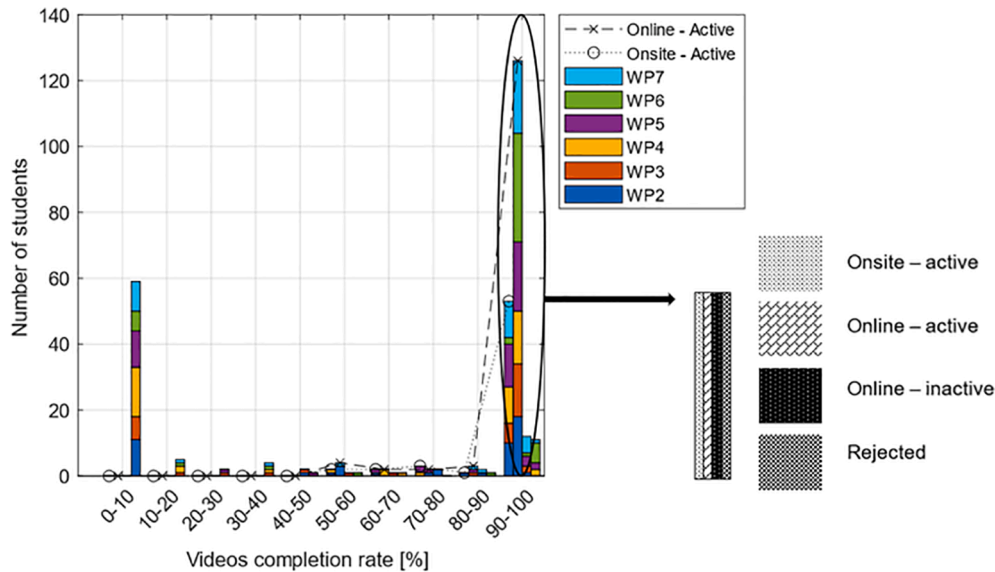 140
120
100
80
60
40
20
0
Number of students
0-10
10-20
20-30
30-40
40-50
50-60
60-70
70-80
80-90
90-100
Videos completion rate [%]
Online - Active
Onsite - Active
WP7
WP6
WP5
WP4
WP3
WP2
Onsite – active
Online – active
Online – inactive
Rejected